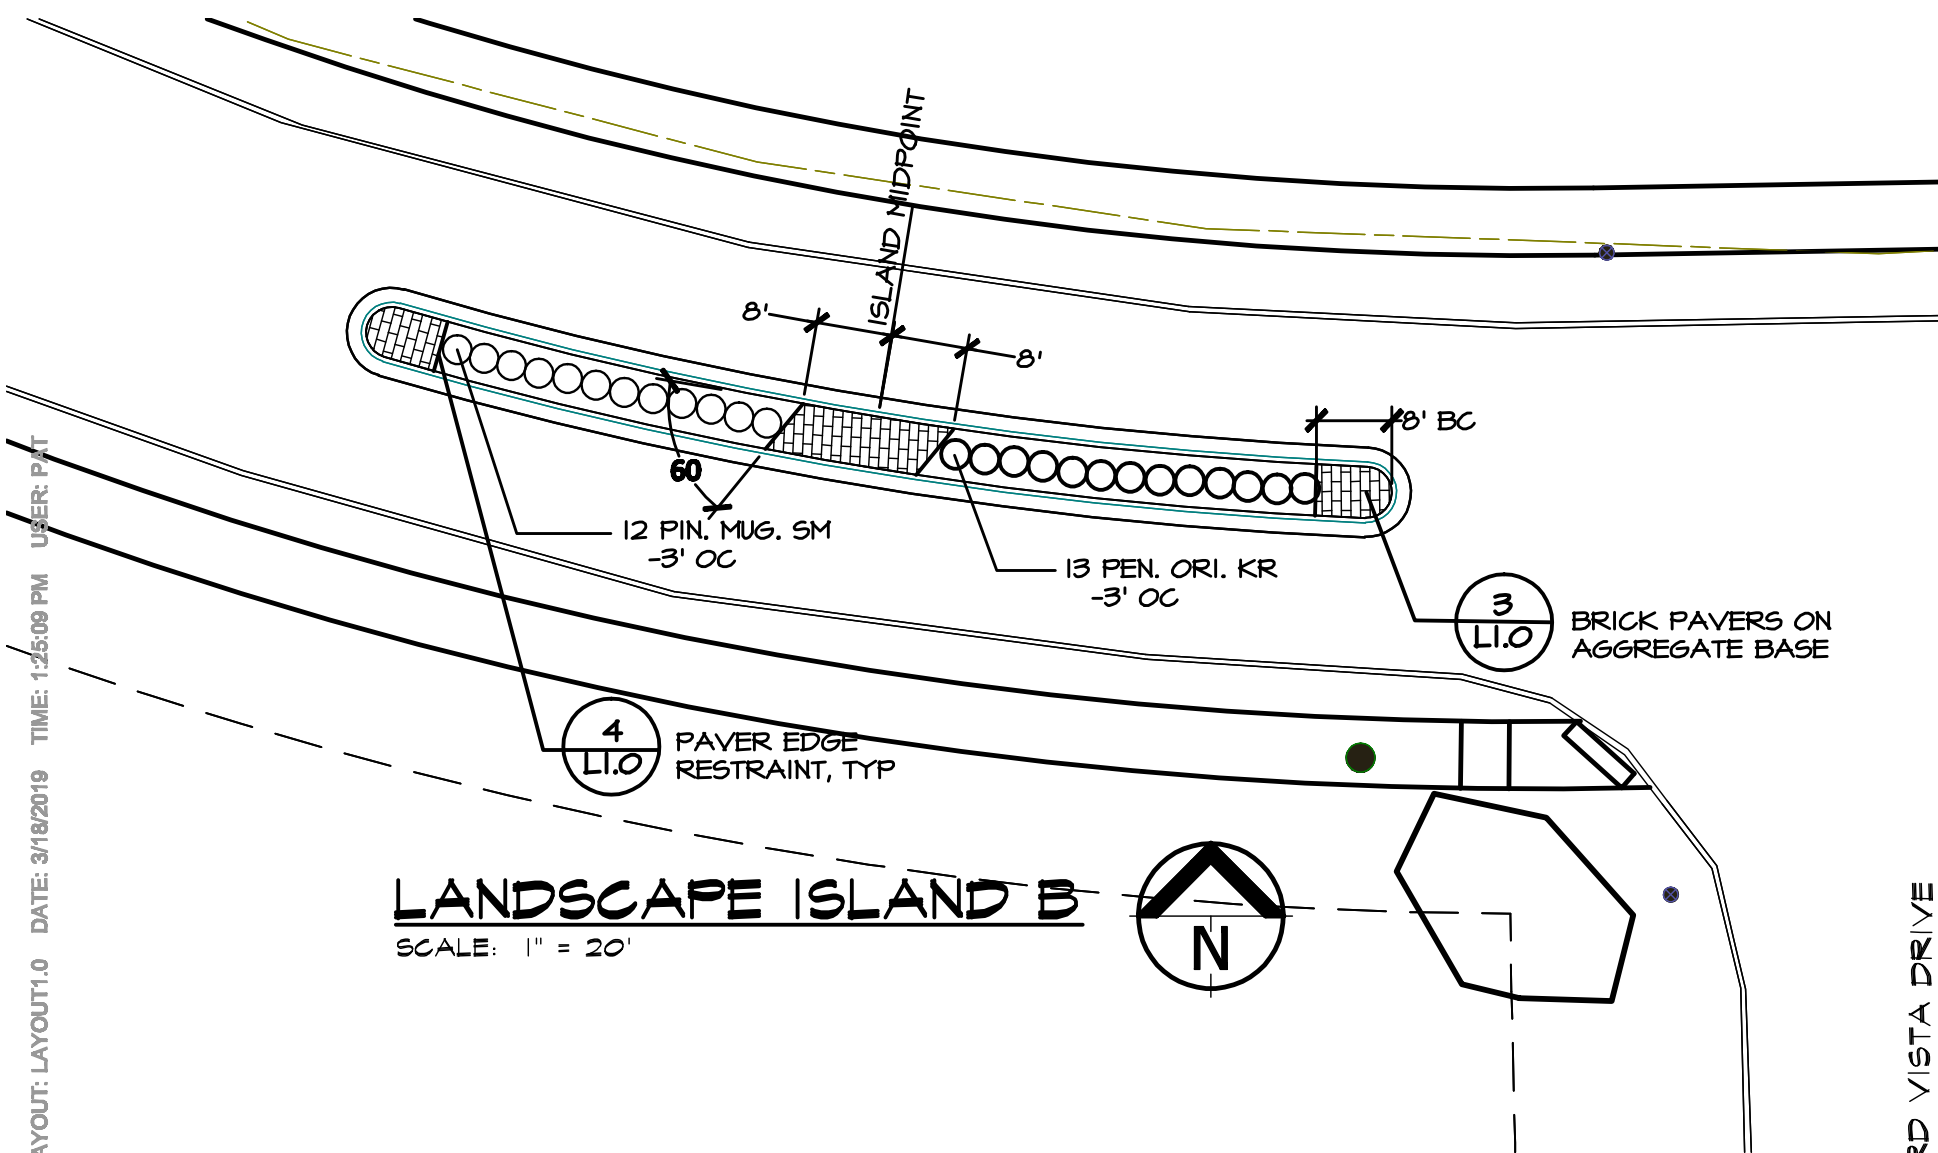 ISLAND MIDPOINT
8'
8'
8' BC
60
12 PIN. MUG. SM
-3' OC
13 PEN. ORI. KR
-3' OC
3
L1.0
BRICK PAVERS ON
AGGREGATE BASE
4
L1.0
PAVER EDGE
RESTRAINT, TYP
LANDSCAPE ISLAND B
SCALE: 1" = 20'
N
AYOUT: LAYOUT1.0 DATE: 3/18/2019 TIME: 1:25:09 PM USER: PAT
RD VISTA DRIVE